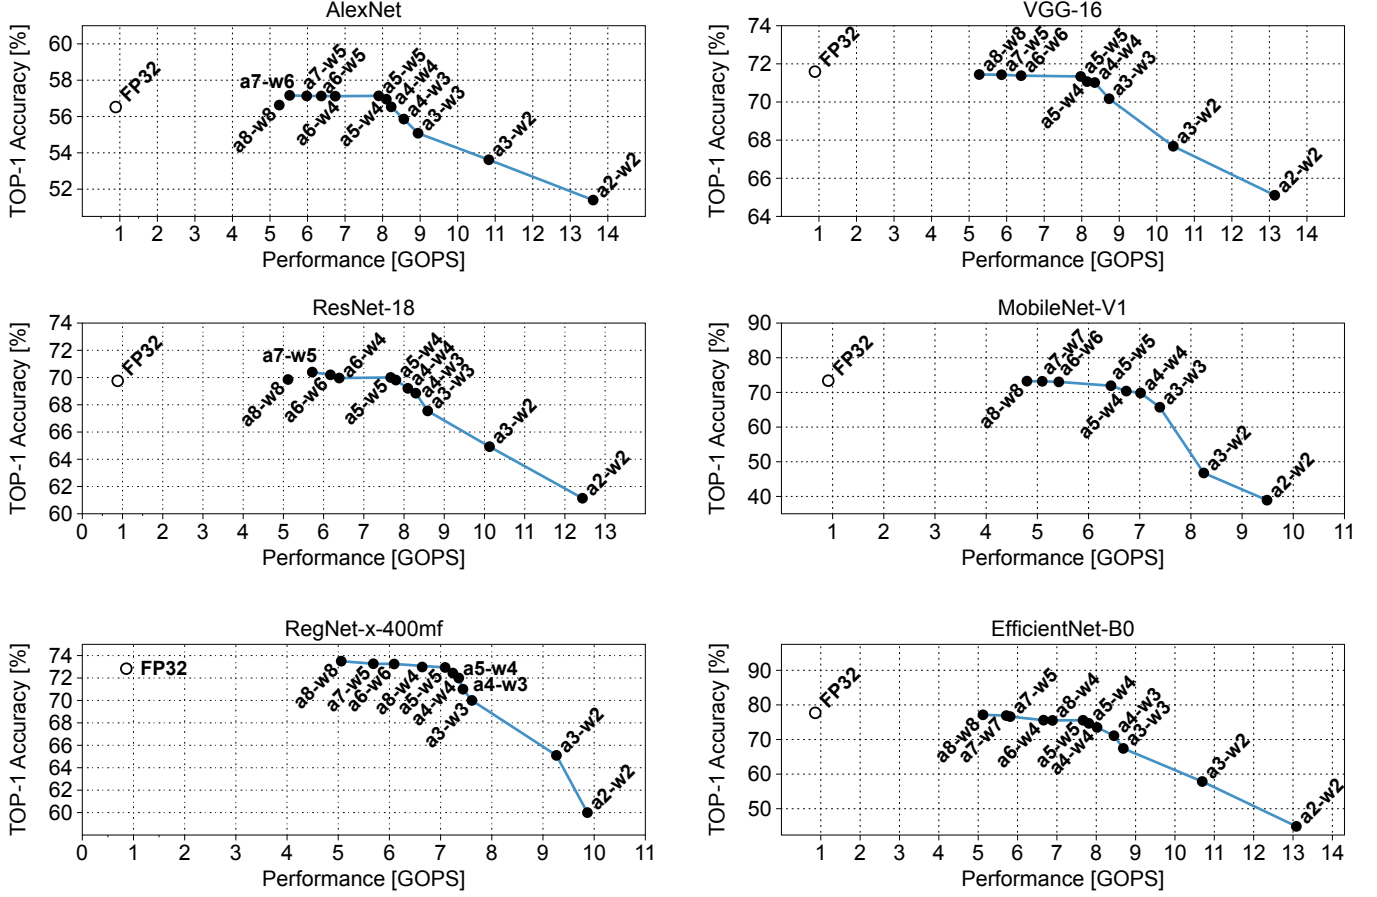 AlexNet
TOP-1 Accuracy [%]
60
58
56
54
52
FP32
a8-w8
a7-w6
a7-w5
a6-w5
a6-w4
a5-w5
a5-w4
a4-w4
a4-w3
a3-w3
a3-w2
a2-w2
1 2 3 4 5 6 7 8 9 10 11 12 13 14
Performance [GOPS]
VGG-16
TOP-1 Accuracy [%]
74
72
70
68
66
64
FP32
a8-w8
a7-w5
a6-w6
a5-w5
a5-w4
a4-w4
a3-w3
a3-w2
a2-w2
1 2 3 4 5 6 7 8 9 10 11 12 13 14
Performance [GOPS]
ResNet-18
TOP-1 Accuracy [%]
74
72
70
68
66
64
62
60
FP32
a8-w8
a7-w5
a6-w6
a6-w4
a5-w5
a5-w4
a4-w4
a4-w3
a3-w3
a3-w2
a2-w2
0 1 2 3 4 5 6 7 8 9 10 11 12 13
Performance [GOPS]
MobileNet-V1
TOP-1 Accuracy [%]
90
80
70
60
50
40
FP32
a8-w8
a7-w7
a6-w6
a5-w5
a5-w4
a4-w4
a3-w3
a3-w2
a2-w2
1 2 3 4 5 6 7 8 9 10 11
Performance [GOPS]
RegNet-x-400mf
TOP-1 Accuracy [%]
74
72
70
68
66
64
62
60
FP32
a8-w8
a7-w5
a6-w6
a8-w4
a5-w5
a5-w4
a4-w4
a4-w3
a3-w3
a3-w2
a2-w2
0 1 2 3 4 5 6 7 8 9 10 11
Performance [GOPS]
EfficientNet-B0
TOP-1 Accuracy [%]
90
80
70
60
50
FP32
a8-w8
a7-w7
a7-w5
a6-w4
a8-w4
a5-w5
a5-w4
a4-w4
a4-w3
a3-w3
a3-w2
a2-w2
1 2 3 4 5 6 7 8 9 10 11 12 13 14
Performance [GOPS]